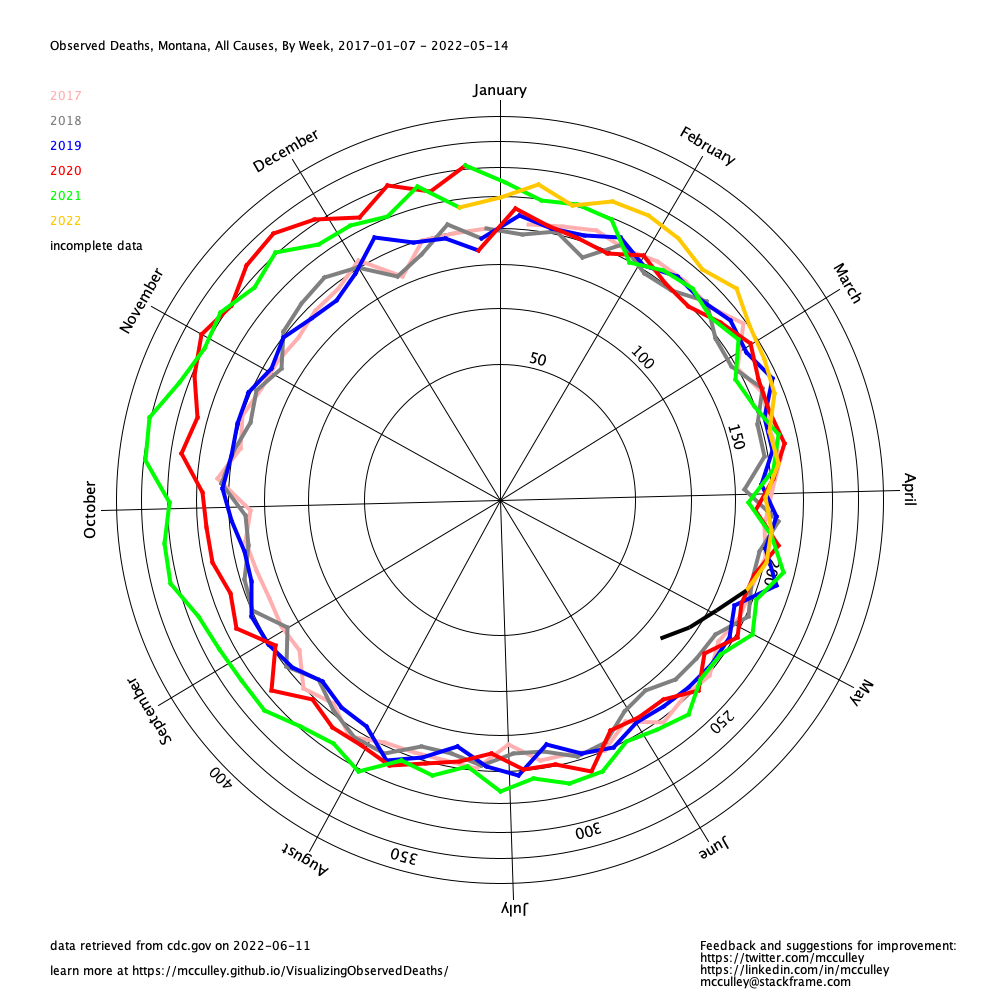 Observed Deaths, Montana, All Causes, By Week, 2017-01-07 - 2022-05-14
2017
2018
2019
2020
2021
2022
incomplete data
January
February
March
April
May
June
July
August
September
October
November
December
50
100
150
200
250
300
350
400
data retrieved from cdc.gov on 2022-06-11
learn more at https://mcculley.github.io/VisualizingObservedDeaths/
Feedback and suggestions for improvement:
https://twitter.com/mcculley
https://linkedin.com/in/mcculley
mcculley@stackframe.com